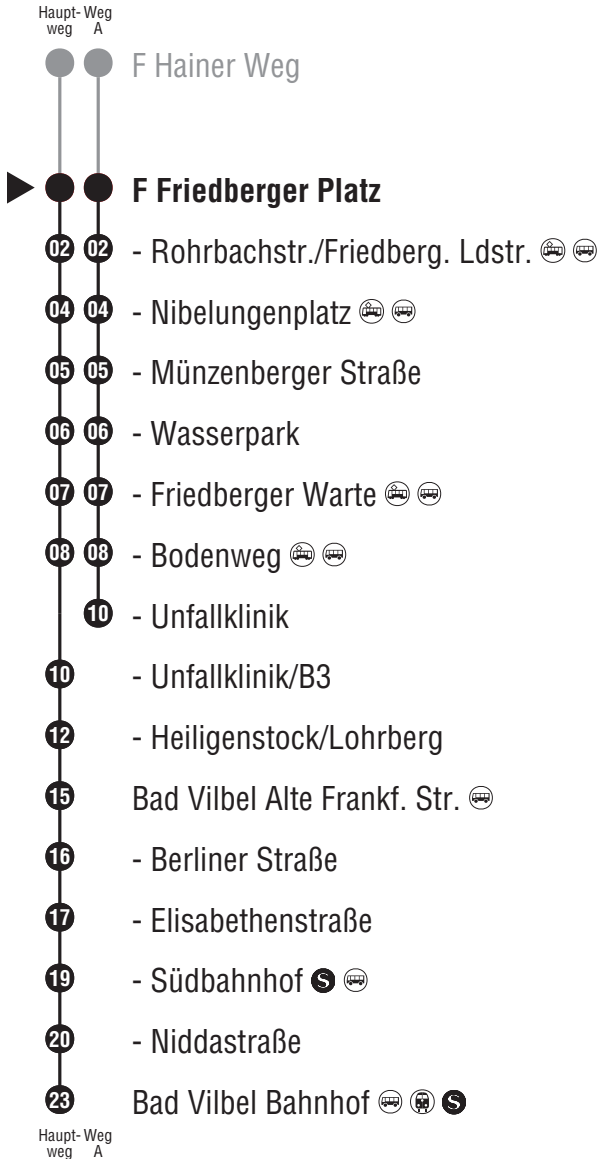 Haupt- Weg
weg A
F Hainer Weg
F Friedberger Platz
02 02 - Rohrbachstr./Friedberg. Ldstr.
04 04 - Nibelungenplatz
05 05 - Münzenberger Straße
06 06 - Wasserpark
07 07 - Friedberger Warte
08 08 - Bodenweg
10 - Unfallklinik
10 - Unfallklinik/B3
12 - Heiligenstock/Lohrberg
15 Bad Vilbel Alte Frankf. Str.
16 - Berliner Straße
17 - Elisabethenstraße
19 - Südbahnhof S
20 - Niddastraße
23 Bad Vilbel Bahnhof S
Haupt- Weg
weg A